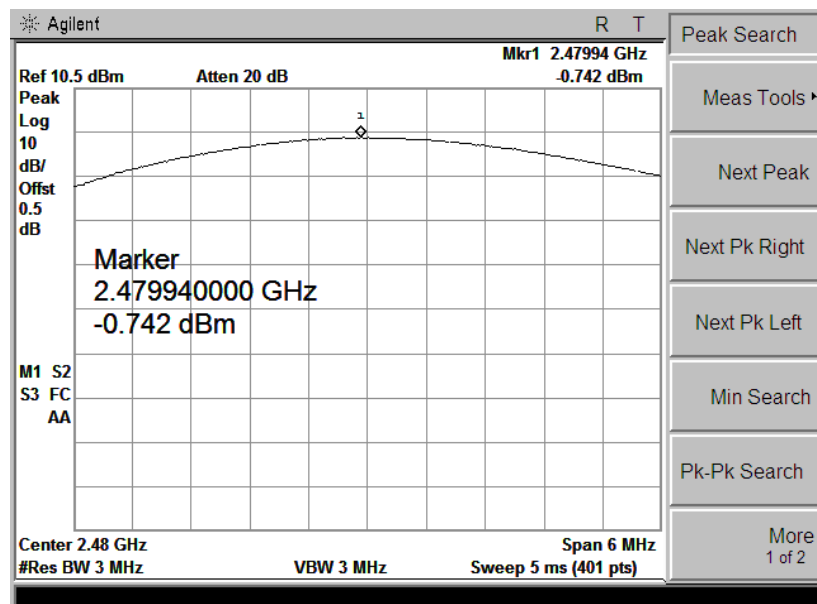 Agilent R T
Mkr1 2.47994 GHz
Ref 10.5 dBm Atten 20 dB -0.742 dBm
Peak
Log
10
dB/
Offst
0.5
dB
1
Marker
2.479940000 GHz
-0.742 dBm
M1 S2
S3 FC
AA
Center 2.48 GHz Span 6 MHz
#Res BW 3 MHz VBW 3 MHz Sweep 5 ms (401 pts)
Peak Search
Meas Tools
Next Peak
Next Pk Right
Next Pk Left
Min Search
Pk-Pk Search
More
1 of 2